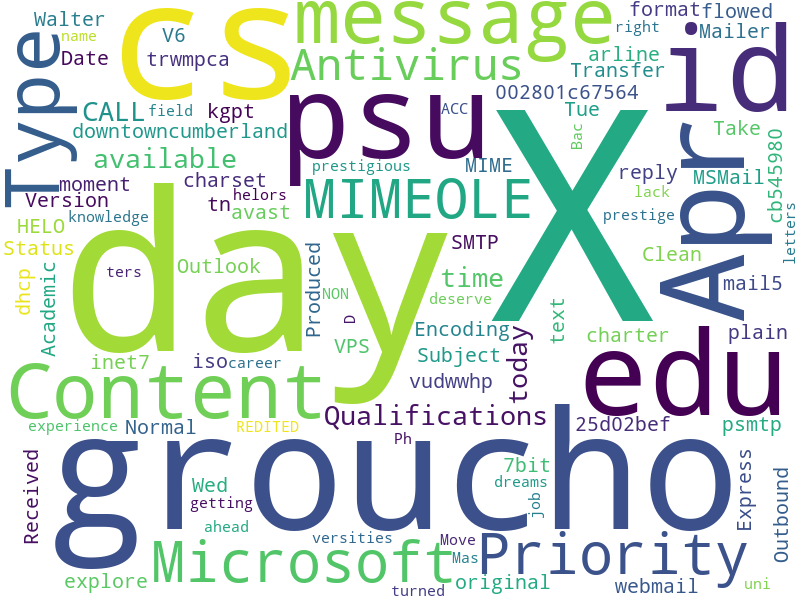 Walter
name
Date
V6
trwmpca
cs
message
Antivirus
format
flowed
right
Mailer
arline
Transfer
id
Type
CALL
field
kgpt
downtowncumberland
psu
ACC
002801c67564
Tue
Bac
X
Take
cb545980
available
prestigious
MIME
reply
MSMail
Apr
moment
charset
Version
tn
helors
avast
MIMEOLE
lack
prestige
letters
HELO
knowledge
Status
day
SMTP
Clean
ters
Outlook
Produced
NON
time
mail5
dhcp
Academic
deserve
D
text
VPS
Encoding
charter
plain
inet7
iso
career
Subject
today
edu
Content
vudwwhp
Qualifications
experience
Normal
REDITED
Ph
25d02bef
psmtp
groucho
Received
Wed
7bit
dreams
job
Express
Outbound
getting
ahead
versities
Move
Priority
explore
Microsoft
Mas
original
turned
webmail
uni